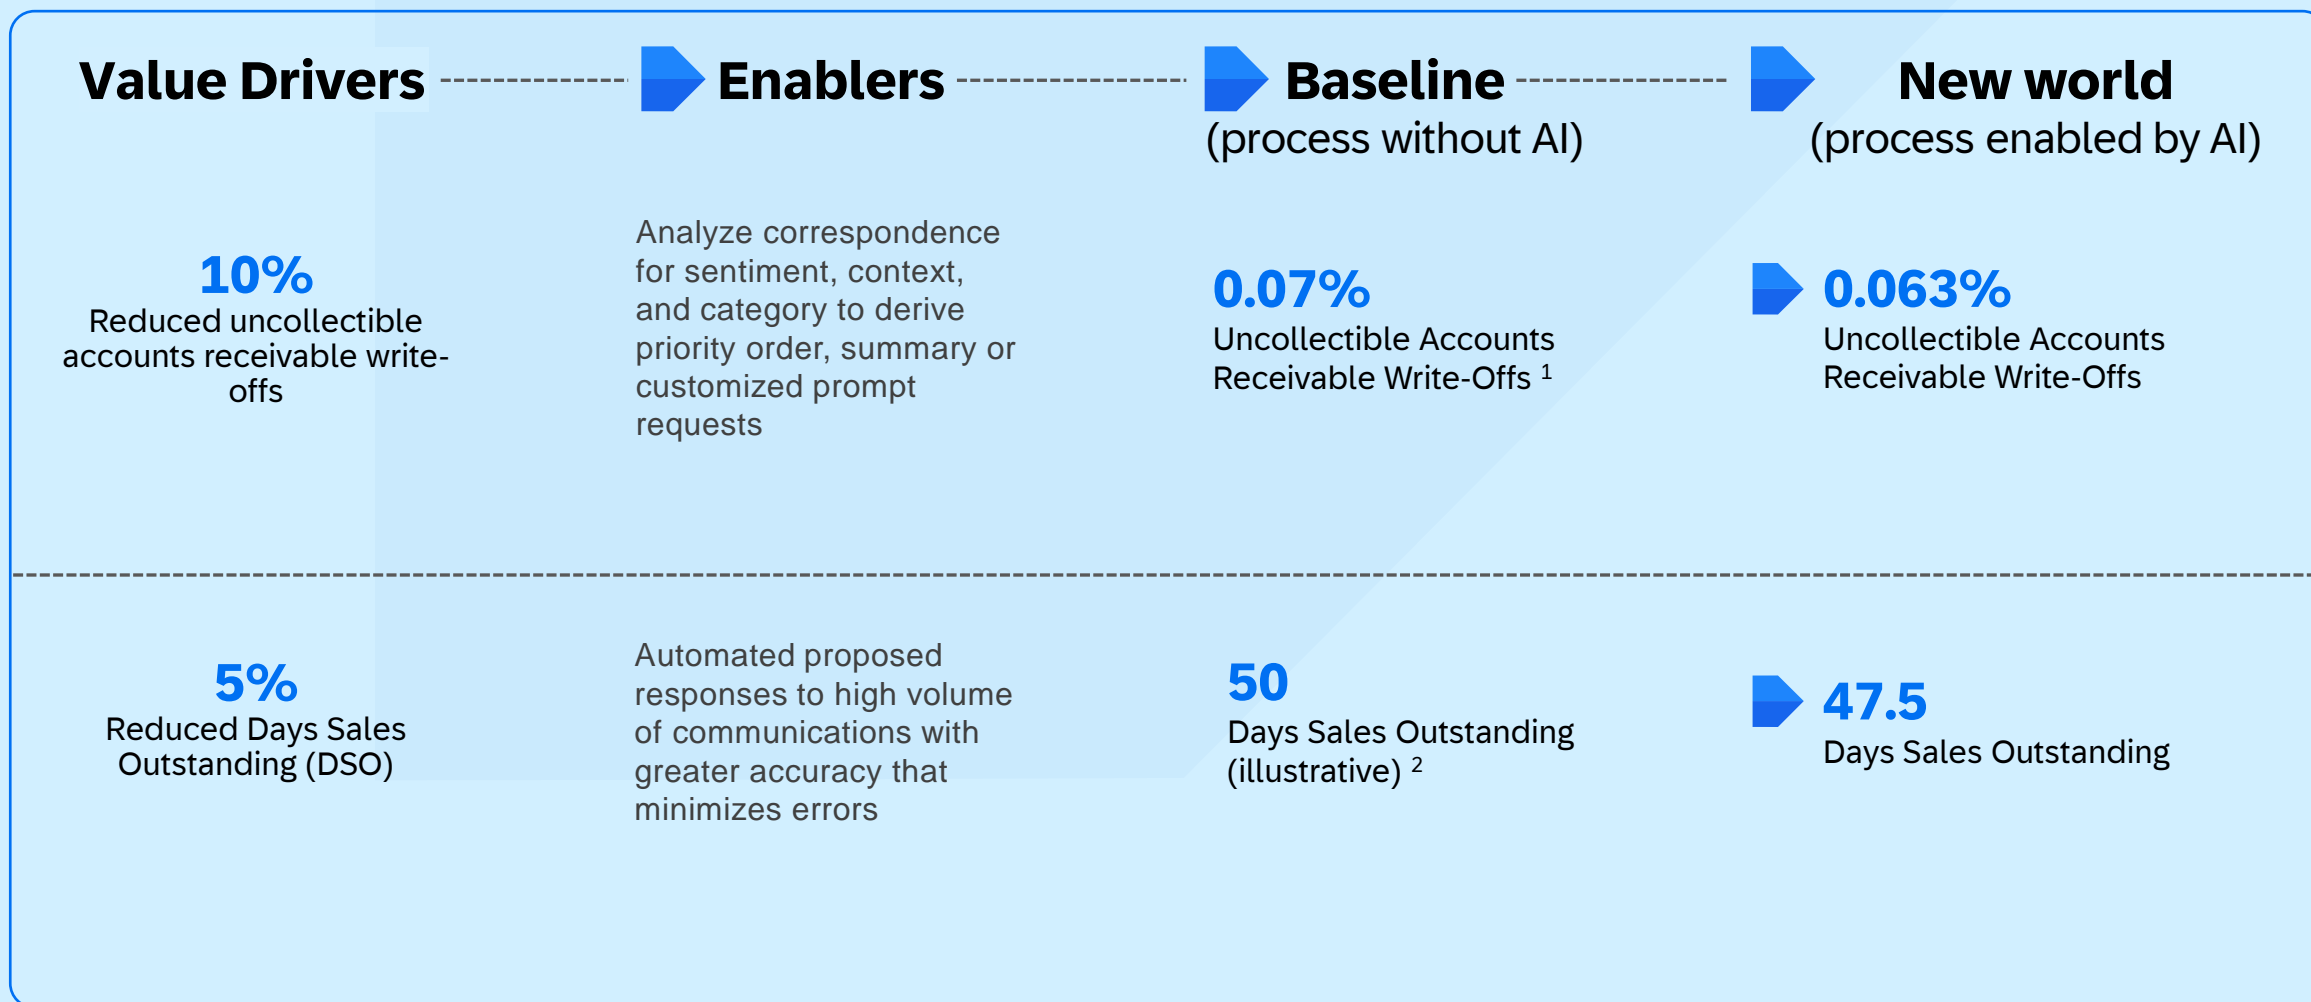 Value Drivers
Enablers
Baseline
(process without AI)
New world
(process enabled by AI)
10%
Reduced uncollectible
accounts receivable write-
offs
Analyze correspondence
for sentiment, context,
and category to derive
priority order, summary or
customized prompt
requests
0.07%
Uncollectible Accounts
Receivable Write-Offs ¹
0.063%
Uncollectible Accounts
Receivable Write-Offs
5%
Reduced Days Sales
Outstanding (DSO)
Automated proposed
responses to high volume
of communications with
greater accuracy that
minimizes errors
50
Days Sales Outstanding
(illustrative) ²
47.5
Days Sales Outstanding